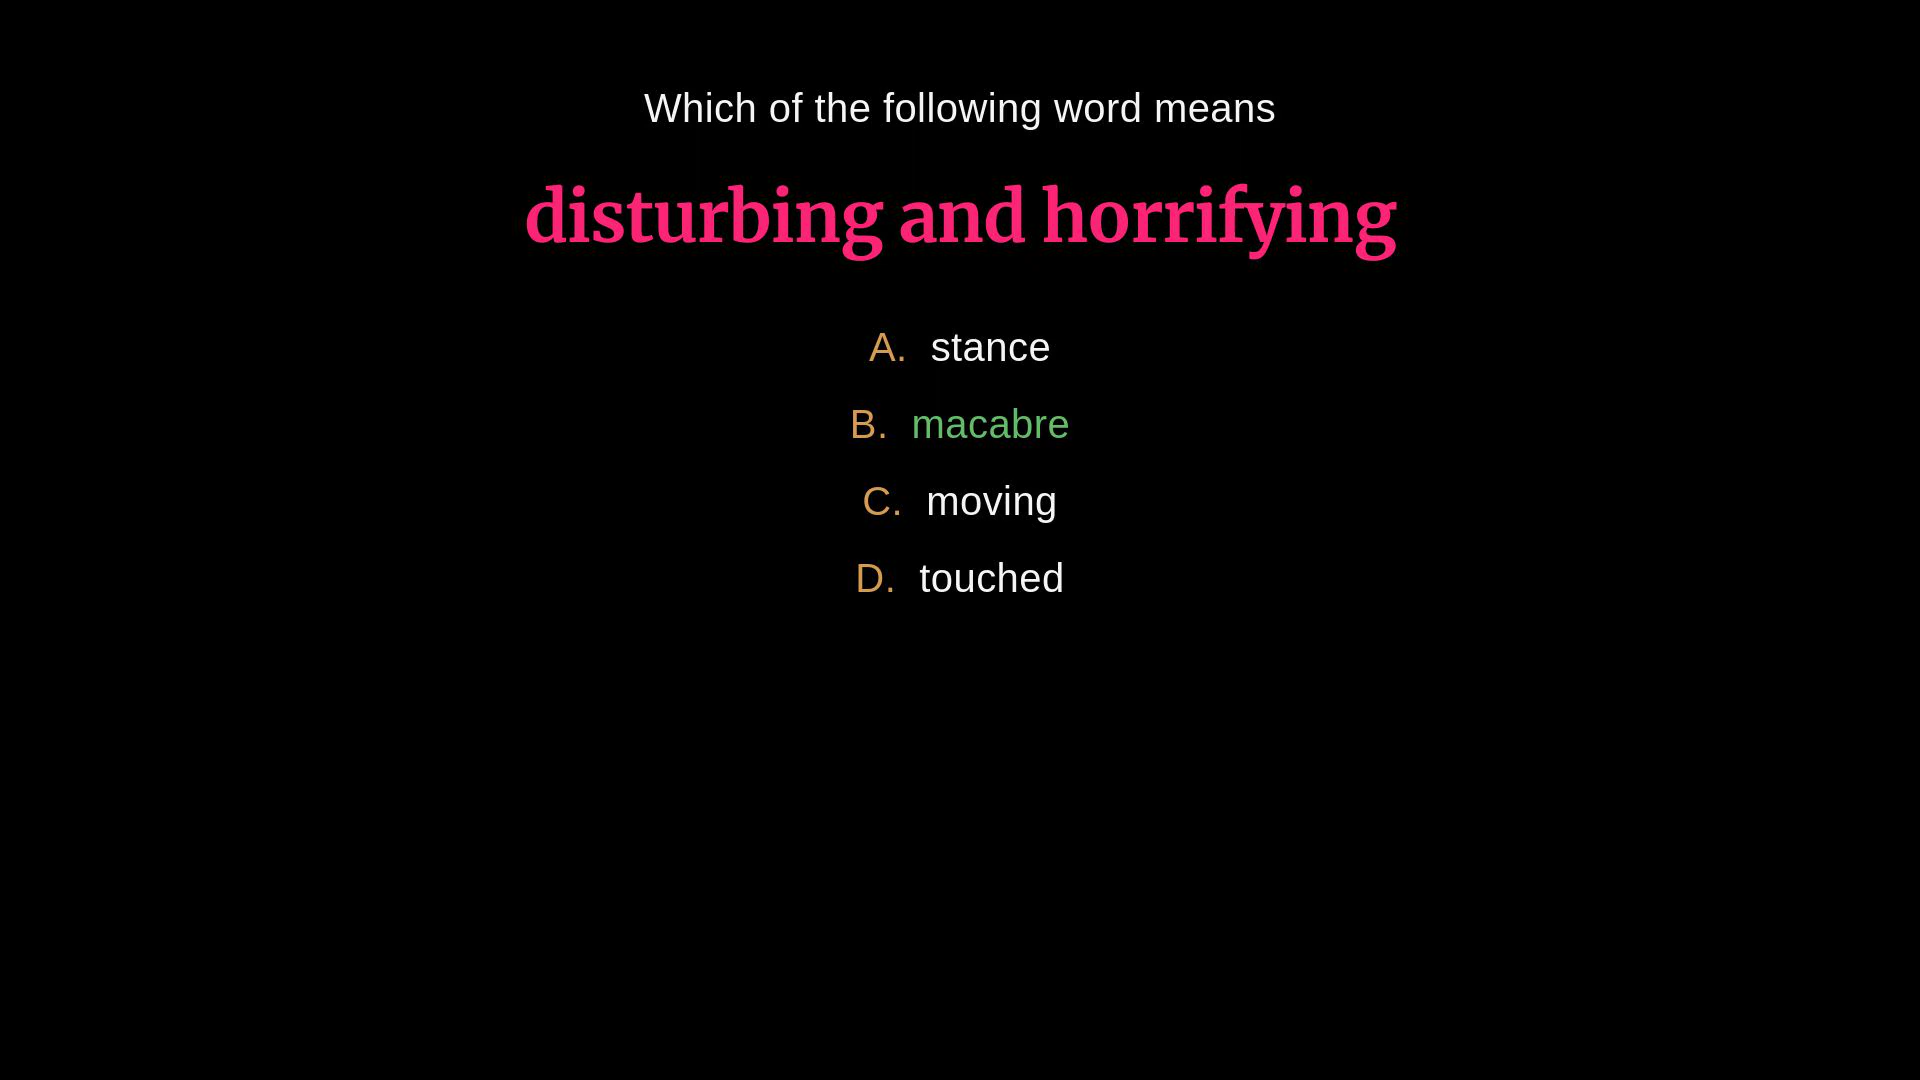 Which of the following word means
disturbing and horrifying
A. stance
B. macabre
C. moving
D. touched